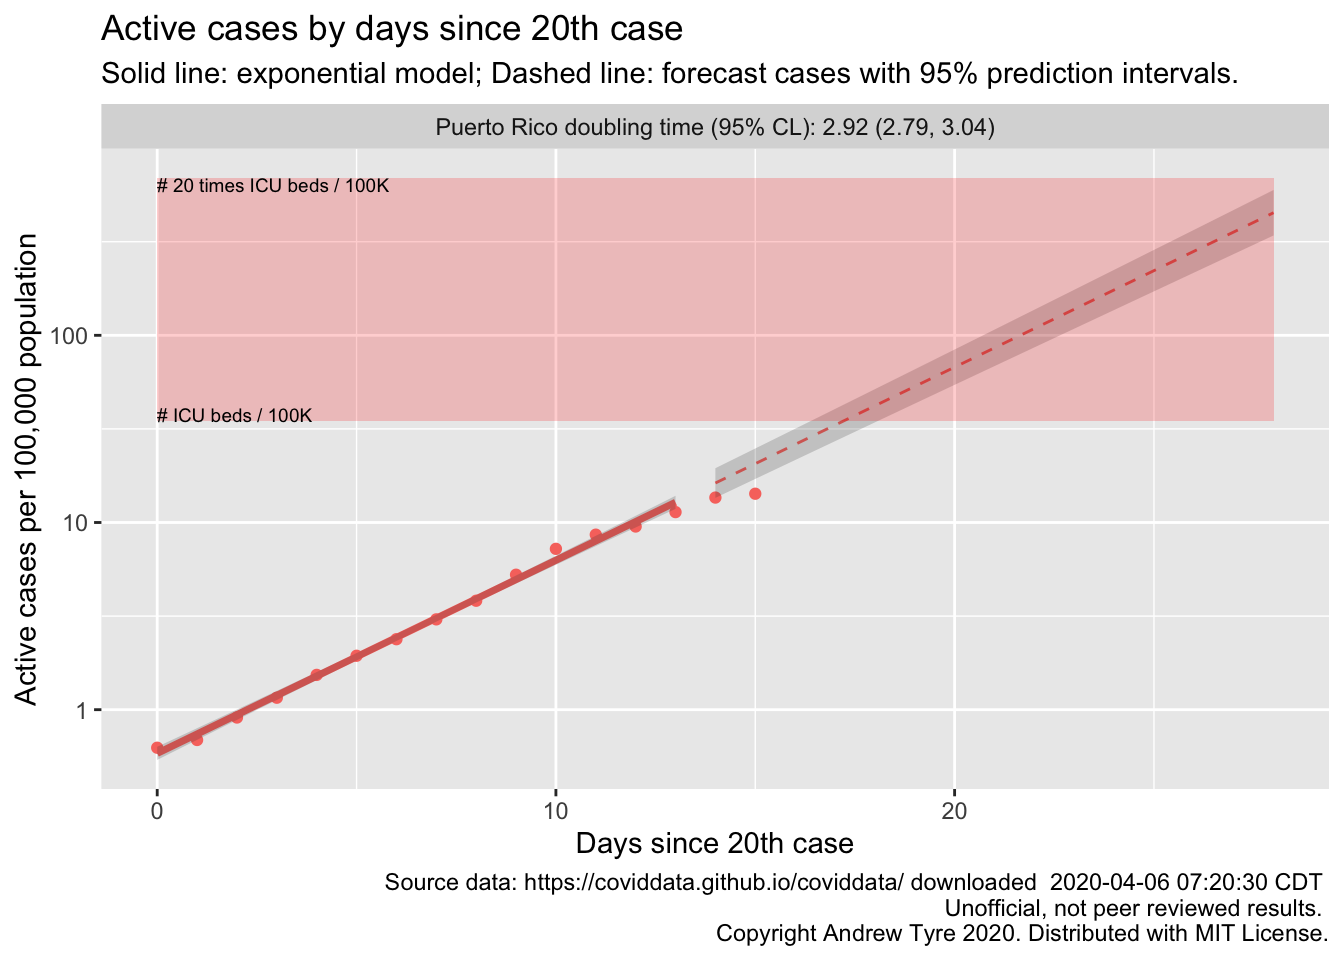 Active cases by days since 20th case
Solid line: exponential model; Dashed line: forecast cases with 95% prediction intervals.
Puerto Rico doubling time (95% CL): 2.92 (2.79, 3.04)
# 20 times ICU beds / 100K
# ICU beds / 100K
Active cases per 100,000 population
100
10
1
0
10
20
Days since 20th case
Source data: https://coviddata.github.io/coviddata/ downloaded  2020-04-06 07:20:30 CDT
Unofficial, not peer reviewed results.
Copyright Andrew Tyre 2020. Distributed with MIT License.